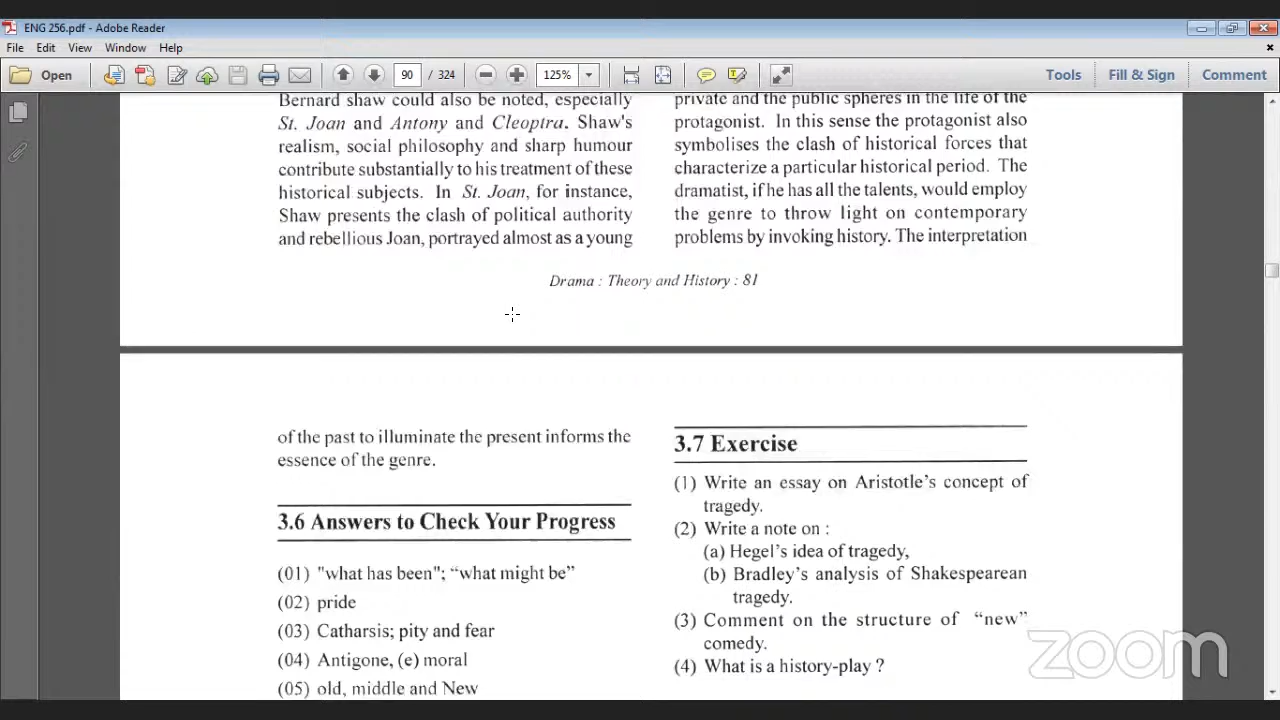 ENG 256.pdf - Adobe Reader
File Edit View Window Help
Open 90 / 324 125% Tools Fill & Sign Comment
Bernard shaw could also be noted, especially
St. Joan and Antony and Cleoptra. Shaw's
realism, social philosophy and sharp humour
contribute substantially to his treatment of these
historical subjects. In St. Joan, for instance,
Shaw presents the clash of political authority
and rebellious Joan, portrayed almost as a young
private and the public spheres in the life of the
protagonist. In this sense the protagonist also
symbolises the clash of historical forces that
characterize a particular historical period. The
dramatist, if he has all the talents, would employ
the genre to throw light on contemporary
problems by invoking history. The interpretation
Drama : Theory and History : 81
of the past to illuminate the present informs the
essence of the genre.
3.6 Answers to Check Your Progress
(01) "what has been"; “what might be”
(02) pride
(03) Catharsis; pity and fear
(04) Antigone, (e) moral
(05) old, middle and New
3.7 Exercise
(1) Write an essay on Aristotle’s concept of
tragedy.
(2) Write a note on :
(a) Hegel’s idea of tragedy,
(b) Bradley’s analysis of Shakespearean
tragedy.
(3) Comment on the structure of “new”
comedy.
(4) What is a history-play ?
zoom